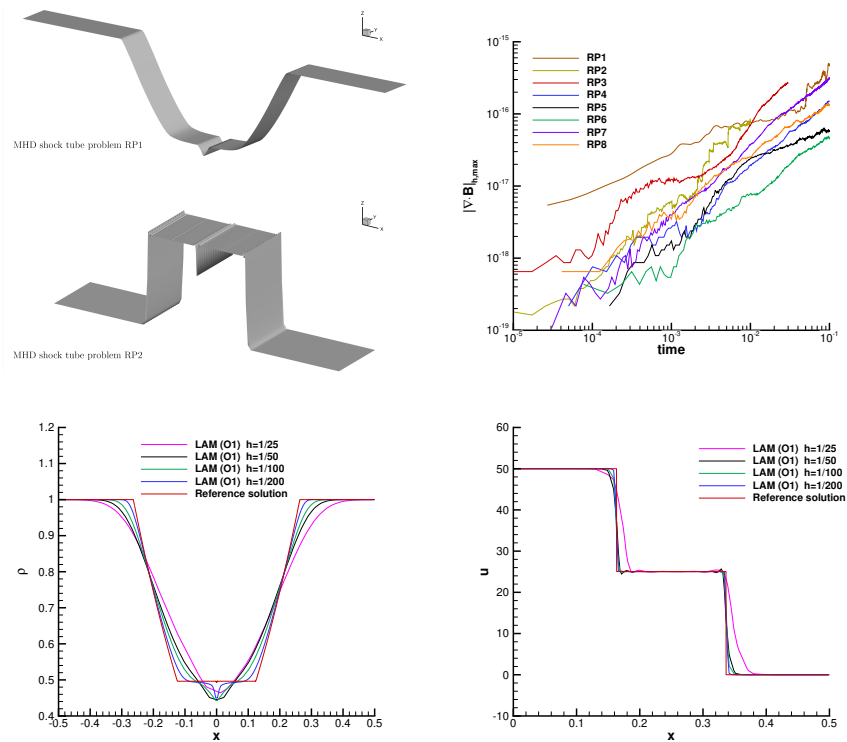 Z
Y
X
MHD shock tube problem RP1
Z
Y
X
MHD shock tube problem RP2
10^-15
10^-16
10^-17
10^-18
10^-19
|∇·B|h,max
RP1
RP2
RP3
RP4
RP5
RP6
RP7
RP8
10^-5 10^-4 10^-3 10^-2 10^-1
time
1.2
1.1
1
0.9
0.8
0.7
0.6
0.5
0.4
ρ
LAM (O1) h=1/25
LAM (O1) h=1/50
LAM (O1) h=1/100
LAM (O1) h=1/200
Reference solution
-0.5 -0.4 -0.3 -0.2 -0.1 0 0.1 0.2 0.3 0.4 0.5
x
60
50
40
30
20
10
0
-10
u
LAM (O1) h=1/25
LAM (O1) h=1/50
LAM (O1) h=1/100
LAM (O1) h=1/200
Reference solution
0 0.1 0.2 0.3 0.4 0.5
x